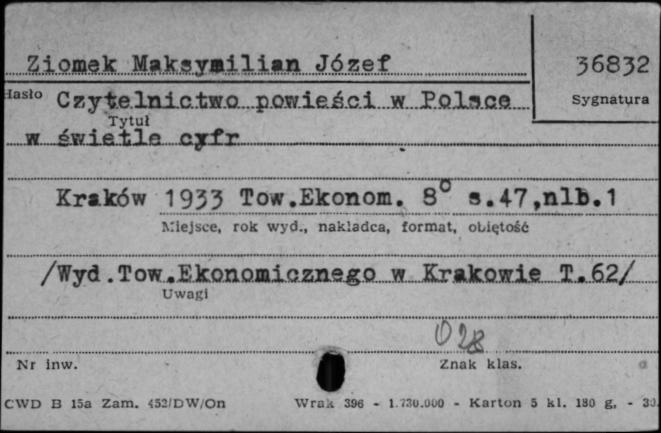 Ziomek Maksymilian Józef
36832
Hasło
Sygnatura
Czytelnictwo powieści w Polsce
Tytuł
w świetle cyfr
Kraków 1933 Tow.Ekonom. 8° s.47,nlb.1
Miejsce, rok wyd., nakładca, format, objętość
/Wyd.Tow.Ekonomicznego w Krakowie T.62/
Uwagi
028
Nr inw.
Znak klas.
CWD B 15a Zam. 452/DW/On
Wrak 396 - 1.730.000 - Karton 5 kl. 180 g. - 30.